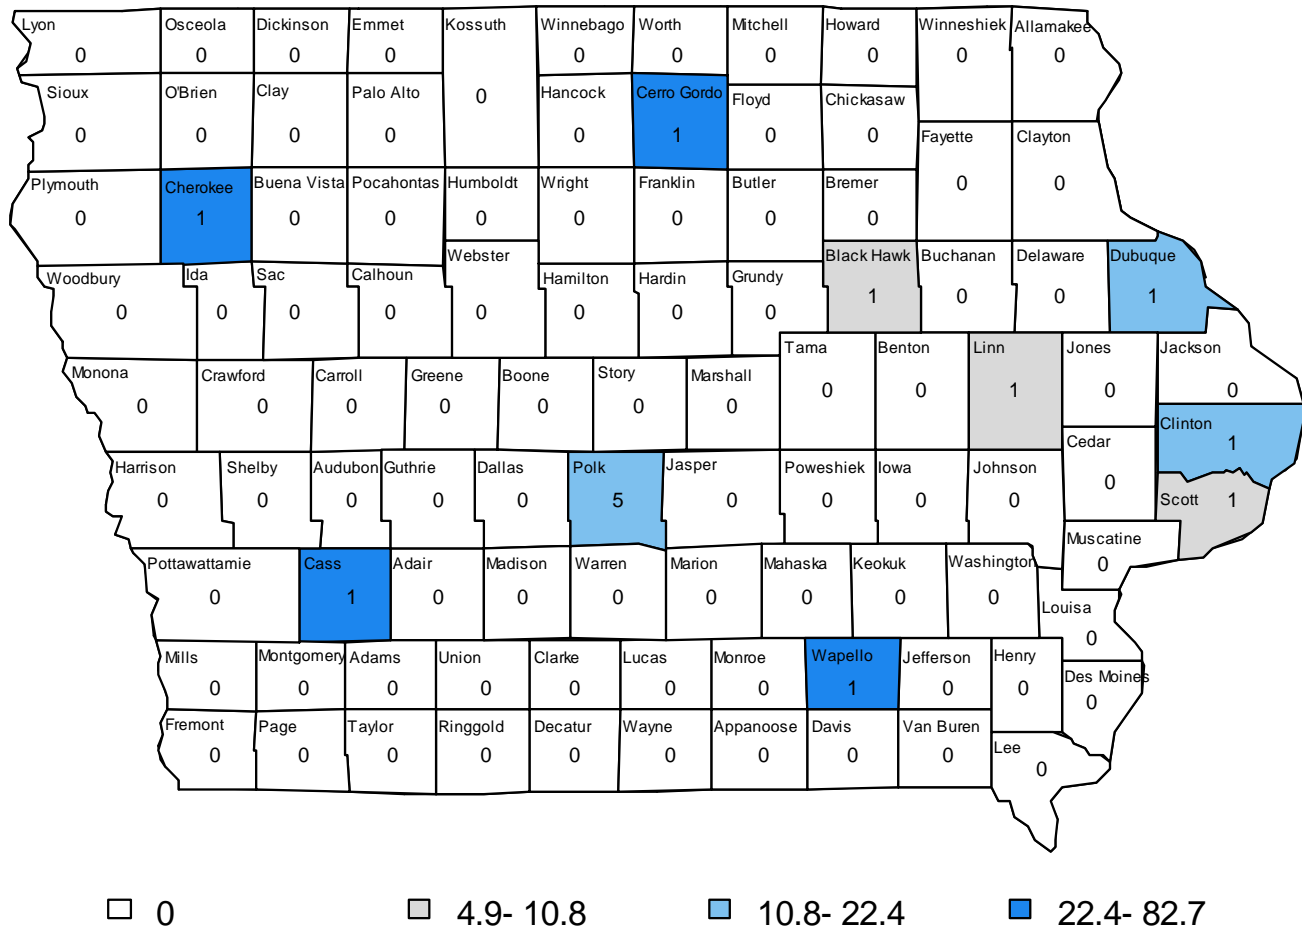 Lyon Osceola Dickinson Emmet Kossuth Winnebago Worth Mitchell Howard Winneshiek Allamakee
0 0 0 0 0 0 0 0 0 0
Sioux O'Brien Clay Palo Alto 0 Hancock Cerro Gordo Floyd Chickasaw
0 0 0 0 0 1 0 0
Fayette Clayton
0 0
Plymouth Cherokee Buena Vista Pocahontas Humboldt Wright Franklin Butler Bremer
0 1 0 0 0 0 0 0 0
Woodbury Ida Sac Calhoun Webster Hamilton Hardin Grundy Black Hawk Buchanan Delaware Dubuque
0 0 0 0 0 0 0 0 1 0 0 1
Tama Benton Linn Jones Jackson
0 0 1 0 0
Monona Crawford Carroll Greene Boone Story Marshall
0 0 0 0 0 0 0
Clinton
1
Cedar
0
Harrison Shelby Audubon Guthrie Dallas Polk Jasper Poweshiek Iowa Johnson
0 0 0 0 0 5 0 0 0 0
Scott 1
Muscatine
0
Pottawattamie Cass Adair Madison Warren Marion Mahaska Keokuk Washington
0 1 0 0 0 0 0 0 0
Louisa
0
Mills Montgomery Adams Union Clarke Lucas Monroe Wapello Jefferson Henry Des Moines
0 0 0 0 0 0 0 1 0 0 0
Fremont Page Taylor Ringgold Decatur Wayne Appanoose Davis Van Buren
0 0 0 0 0 0 0 0 0
Lee
0
0 4.9- 10.8 10.8- 22.4 22.4- 82.7